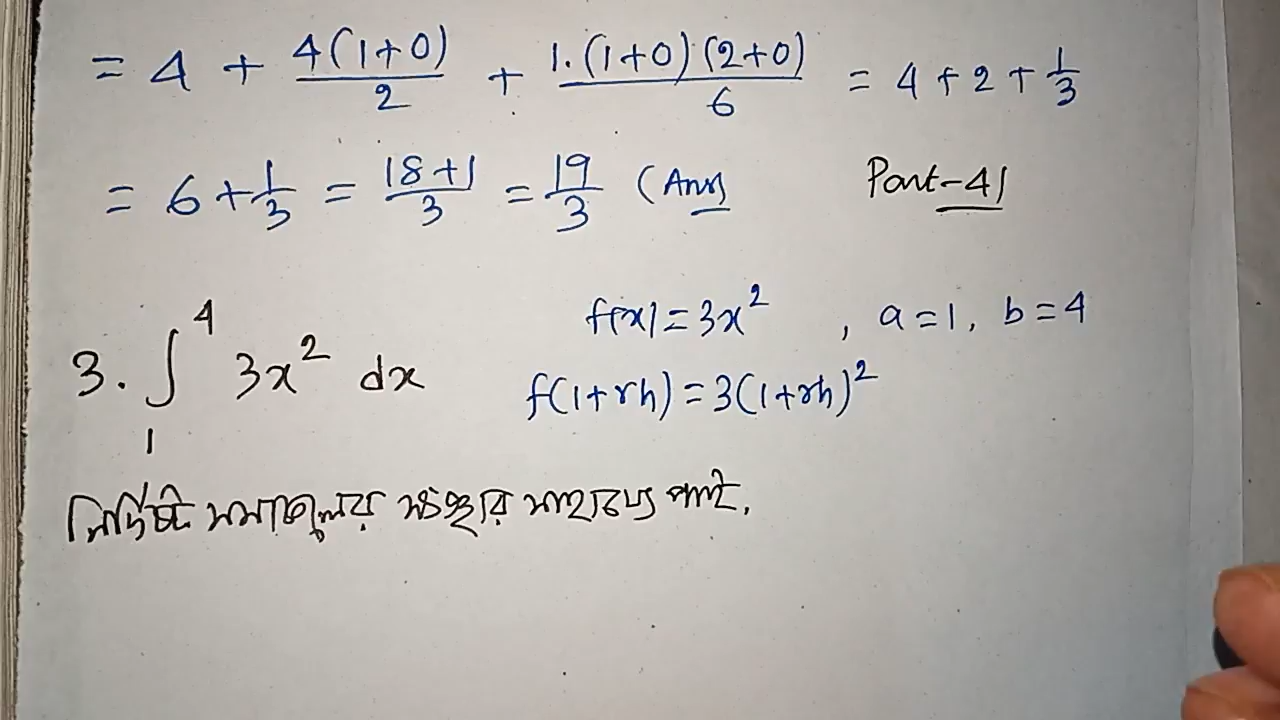 = 4 + 4(1+0)/2 + 1.(1+0)(2+0)/6 = 4+2+1/3
= 6+1/3 = 18+1/3 = 19/3 (Ans)
Part-4)
3. ∫₁⁴ 3x² dx
f(x)=3x² , a=1, b=4
f(1+rh)=3(1+rh)²
নির্দিষ্ট সমাকলের সংজ্ঞার সাহায্যে পাই,